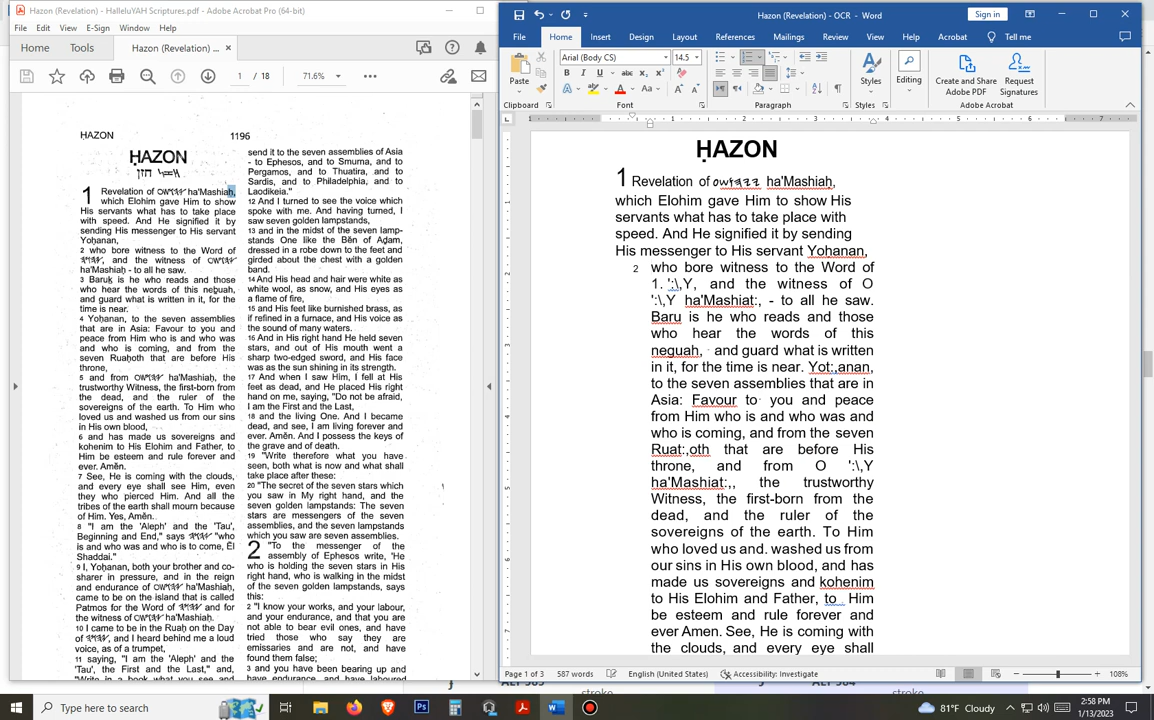 Hazon (Revelation) - HalleluYAH Scriptures.pdf - Adobe Acrobat Pro (64-bit)
File Edit View E-Sign Window Help
Home Tools Hazon (Revelation) ... ×
1 / 18 71.6%
ḤAZON 1196
ḤAZON
1 Revelation of ha'Mashiaḥ,
which Elohim gave Him to show
His servants what has to take place
with speed. And He signified it by
sending His messenger to His servant
Yoḥanan,
2 who bore witness to the Word of
, and the witness of
ha'Mashiaḥ - to all he saw.
3 Baruk is he who reads and those
who hear the words of this neḇuah,
and guard what is written in it, for the
time is near.
4 Yoḥanan, to the seven assemblies
that are in Asia: Favour to you and
peace from Him who is and who was
and who is coming, and from the
seven Ruaḥoth that are before His
throne,
5 and from ha'Mashiaḥ, the
trustworthy Witness, the first-born from
the dead, and the ruler of the
sovereigns of the earth. To Him who
loved us and washed us from our sins
in His own blood,
6 and has made us sovereigns and
kohenim to His Elohim and Father, to
Him be esteem and rule forever and
ever. Amĕn.
7 See, He is coming with the clouds,
and every eye shall see Him, even
they who pierced Him. And all the
tribes of the earth shall mourn because
of Him. Yes, Amĕn.
8 "I am the 'Aleph' and the 'Tau',
Beginning and End," says "who
is and who was and who is to come, Ěl
Shaddai."
9 I, Yoḥanan, both your brother and co-
sharer in pressure, and in the reign
and endurance of ha'Mashiaḥ,
came to be on the island that is called
Patmos for the Word of and for
the witness of ha'Mashiaḥ.
10 I came to be in the Ruaḥ on the Day
of , and I heard behind me a loud
voice, as of a trumpet,
11 saying, "I am the 'Aleph' and the
'Tau', the First and the Last," and,
"Write in a book what you see and
send it to the seven assemblies of Asia
- to Ephesos, and to Smurna, and to
Pergamos, and to Thuatira, and to
Sardis, and to Philadelphia, and to
Laodikeia."
12 And I turned to see the voice which
spoke with me. And having turned, I
saw seven golden lampstands,
13 and in the midst of the seven lamp-
stands One like the Bĕn of Aḏam,
dressed in a robe down to the feet and
girded about the chest with a golden
band.
14 And His head and hair were white as
white wool, as snow, and His eyes as
a flame of fire,
15 and His feet like burnished brass, as
if refined in a furnace, and His voice as
the sound of many waters.
16 And in His right hand He held seven
stars, and out of His mouth went a
sharp two-edged sword, and His face
was as the sun shining in its strength.
17 And when I saw Him, I fell at His
feet as dead, and He placed His right
hand on me, saying, "Do not be afraid,
I am the First and the Last,
18 and the living One. And I became
dead, and see, I am living forever and
ever. Amĕn. And I possess the keys of
the grave and of death.
19 "Write therefore what you have
seen, both what is now and what shall
take place after these:
20 "The secret of the seven stars which
you saw in My right hand, and the
seven golden lampstands: The seven
stars are messengers of the seven
assemblies, and the seven lampstands
which you saw are seven assemblies.
2 "To the messenger of the
assembly of Ephesos write, 'He
who is holding the seven stars in His
right hand, who is walking in the midst
of the seven golden lampstands, says
this:
2 "I know your works, and your labour,
and your endurance, and that you are
not able to bear evil ones, and have
tried those who say they are
emissaries and are not, and have
found them false;
3 and you have been bearing up and
have endurance, and have laboured
Hazon (Revelation) - OCR - Word
Sign in
File Home Insert Design Layout References Mailings Review View Help Acrobat Tell me
Paste Arial (Body CS) 14.5 Styles Editing Create and Share Adobe PDF Request Signatures
Clipboard Font Paragraph Styles Adobe Acrobat
ḤAZON
1 Revelation of ha'Mashiah,
which Elohim gave Him to show His
servants what has to take place with
speed. And He signified it by sending
His messenger to His servant Yoḥanan,
2 who bore witness to the Word of
1. ':\,Y, and the witness of O
':\,Y ha'Mashiat:, - to all he saw.
Baru is he who reads and those
who hear the words of this
neguah, and guard what is written
in it, for the time is near. Yot:,anan,
to the seven assemblies that are in
Asia: Favour to you and peace
from Him who is and who was and
who is coming, and from the seven
Ruat:,oth that are before His
throne, and from O ':\,Y
ha'Mashiat:,, the trustworthy
Witness, the first-born from the
dead, and the ruler of the
sovereigns of the earth. To Him
who loved us and. washed us from
our sins in His own blood, and has
made us sovereigns and kohenim
to His Elohim and Father, to Him
be esteem and rule forever and
ever Amen. See, He is coming with
the clouds, and every eye shall
Page 1 of 3 587 words English (United States) Accessibility: Investigate 108%
stroke stroke
Type here to search
81°F Cloudy
2:58 PM
1/13/2023